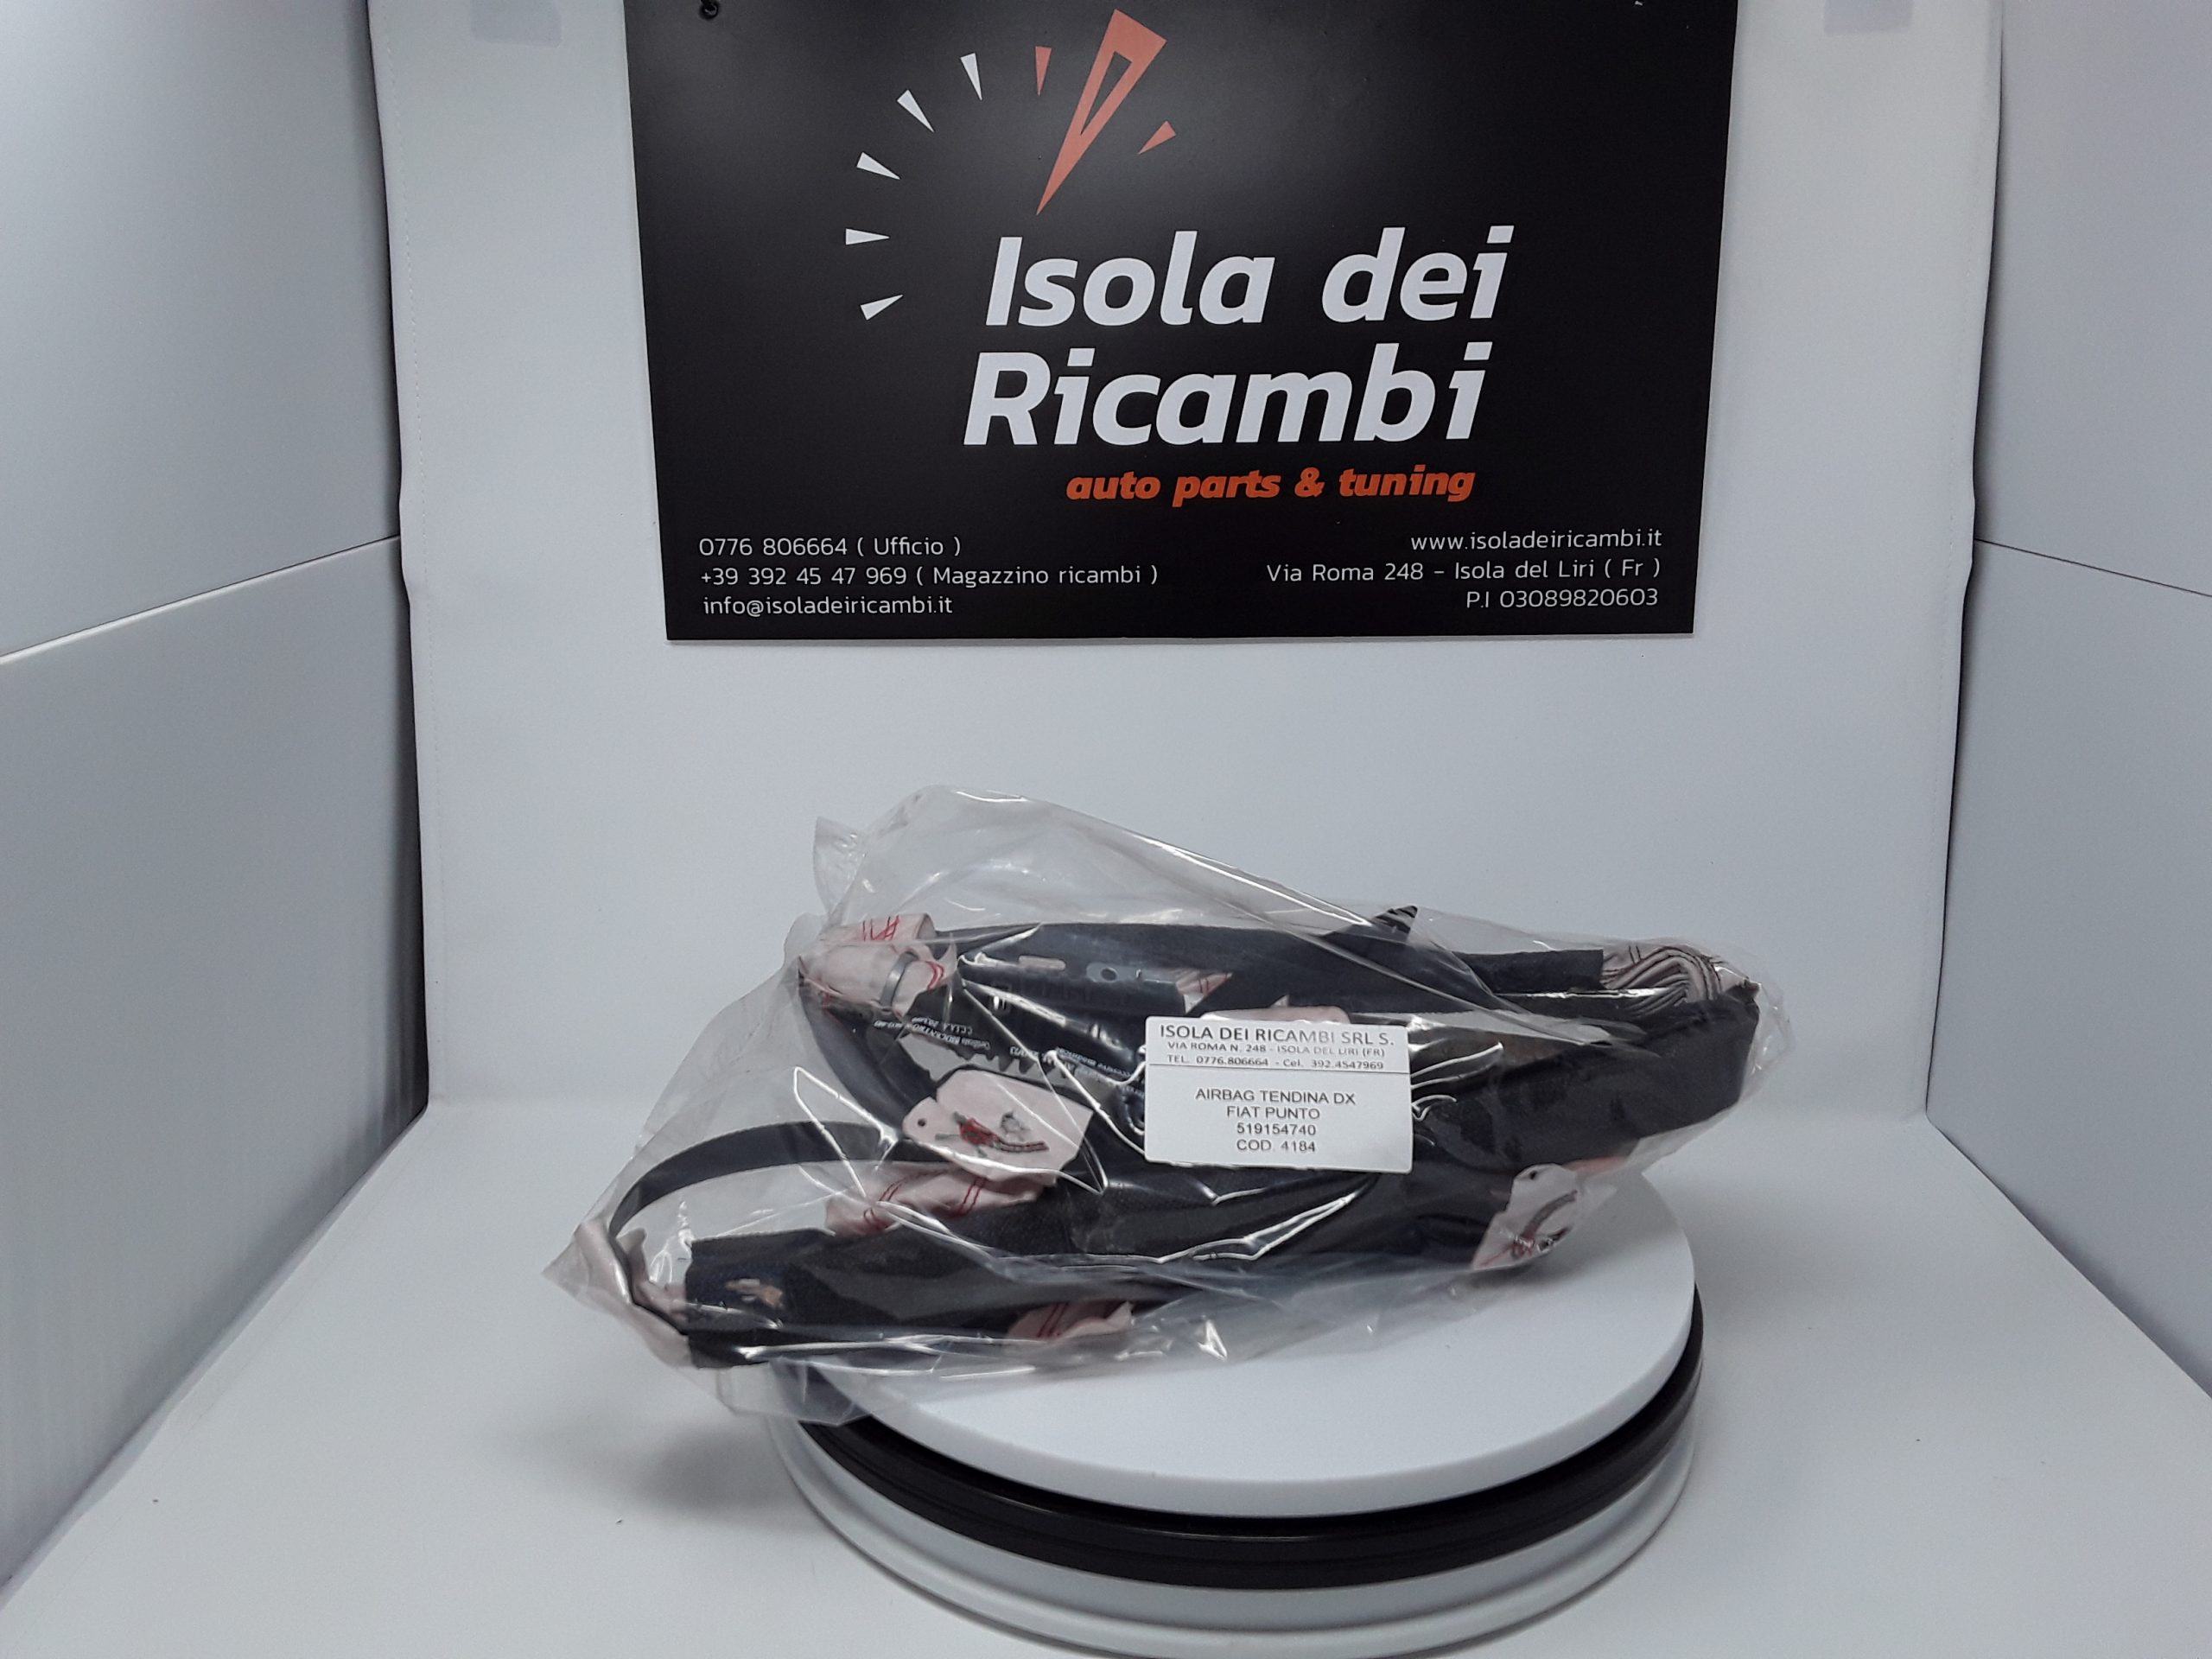 Isola dei
Ricambi
auto parts & tuning
0776 806664 ( Ufficio )
+39 392 45 47 969 ( Magazzino ricambi )
info@isoladeiricambi.it
www.isoladeiricambi.it
Via Roma 248 - Isola del Liri ( Fr )
P.I 03089820603
ISOLA DEI RICAMBI SRL S.
VIA ROMA N. 248 - ISOLA DEL LIRI (FR)
TEL. 0776.806664 - Cel. 392.4547969
AIRBAG TENDINA DX
FIAT PUNTO
519154740
COD. 4184